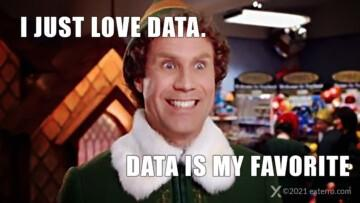 I JUST LOVE DATA.
DATA IS MY FAVORITE
©2021 exterro.com